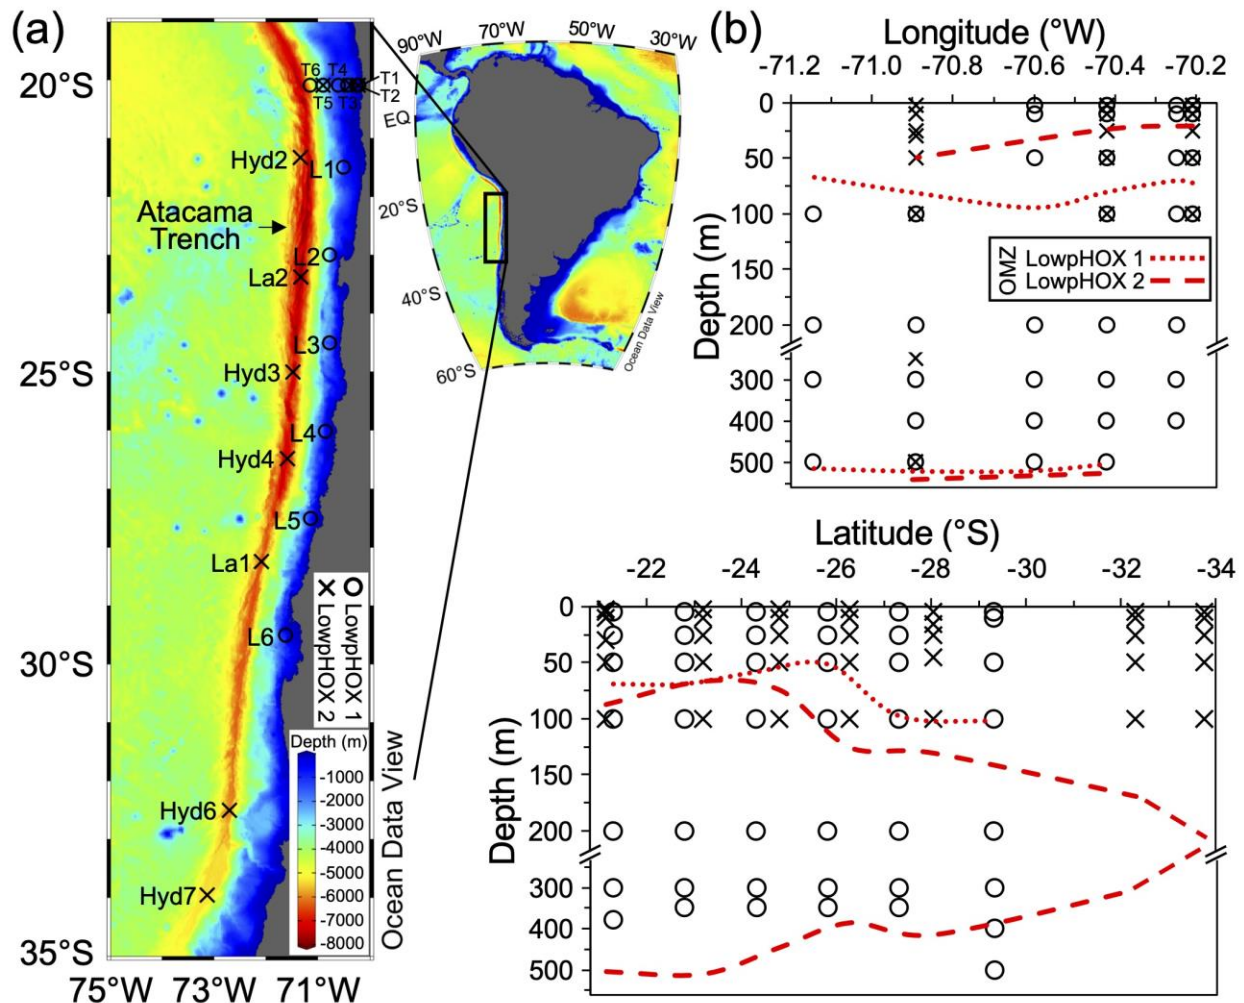 (a)
20°S
25°S
30°S
35°S
75°W
73°W
71°W
T6
T4
T1
T2
T5
T3
Hyd2
L1
Atacama
Trench
L2
La2
L3
Hyd3
L4
Hyd4
L5
La1
L6
Hyd6
Hyd7
LowpHOX 1
LowpHOX 2
Depth (m)
-1000
-2000
-3000
-4000
-5000
-6000
-7000
-8000
Ocean Data View
90°W
70°W
50°W
30°W
EQ
20°S
40°S
60°S
Ocean Data View
(b)
Longitude (°W)
-71.2
-71.0
-70.8
-70.6
-70.4
-70.2
Depth (m)
0
50
100
150
200
300
400
500
OMZ
LowpHOX 1
LowpHOX 2
Latitude (°S)
-22
-24
-26
-28
-30
-32
-34
Depth (m)
0
50
100
150
200
300
400
500